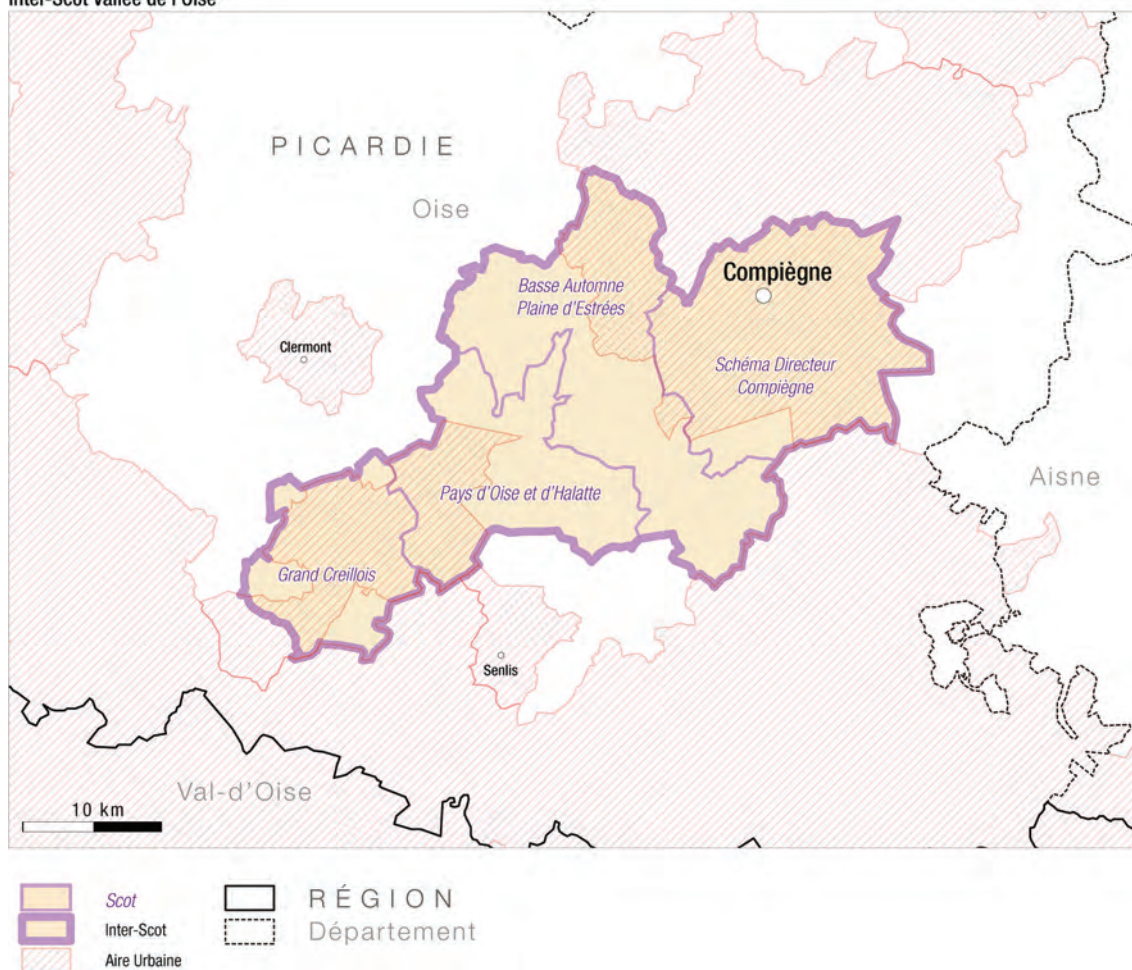 Inter-Scot Vallée de l'Oise
PICARDIE
Oise
Compiègne
Basse Automne
Plaine d'Estrées
Clermont
Schéma Directeur
Compiègne
Aisne
Pays d'Oise et d'Halatte
Grand Creillois
Senlis
Val-d'Oise
10 km
Scot
RÉGION
Inter-Scot
Département
Aire Urbaine